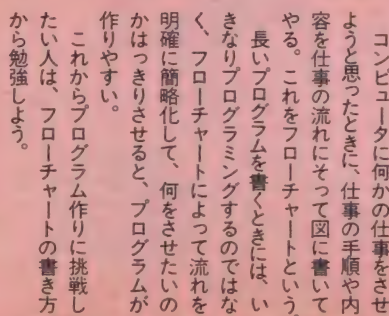 コンピュータに何かの仕事をさせ
ようと思ったときに、仕事の手順や内
容を仕事の流れにそって図に書いて
やる。これをフローチャートという。
長いプログラムを書くときには、い
きなりプログラミングするのではな
く、フローチャートによって流れを
明確に簡略化して、何をさせたいの
かはっきりさせると、プログラムが
作りやすい。
これからプログラム作りに挑戦し
たい人は、フローチャートの書き方
から勉強しよう。